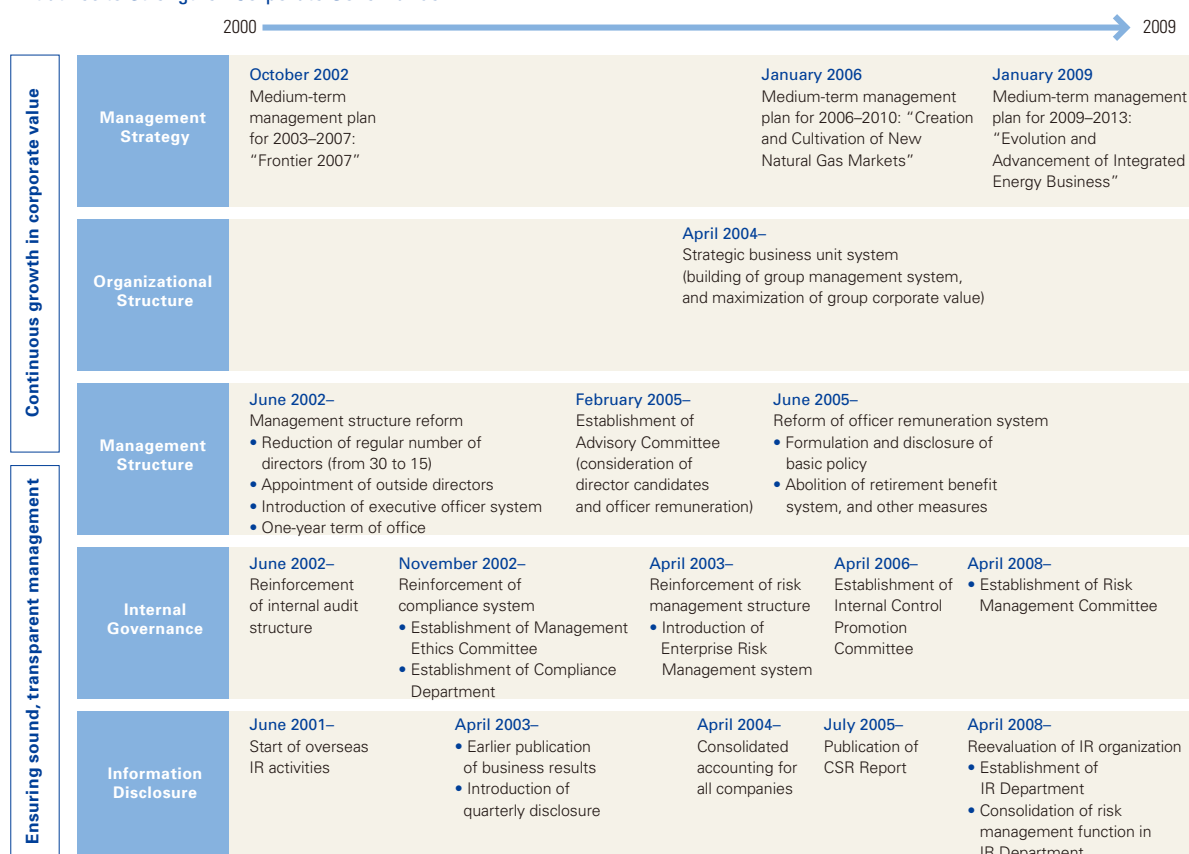 2000
2009
Continuous growth in corporate value
Management
Strategy
October 2002
Medium-term
management plan
for 2003–2007:
“Frontier 2007”
January 2006
Medium-term management
plan for 2006–2010: “Creation
and Cultivation of New
Natural Gas Markets”
January 2009
Medium-term management
plan for 2009–2013:
“Evolution and
Advancement of Integrated
Energy Business”
Organizational
Structure
April 2004–
Strategic business unit system
(building of group management system,
and maximization of group corporate value)
Management
Structure
June 2002–
Management structure reform
• Reduction of regular number of
directors (from 30 to 15)
• Appointment of outside directors
• Introduction of executive officer system
• One-year term of office
February 2005–
Establishment of
Advisory Committee
(consideration of
director candidates
and officer remuneration)
June 2005–
Reform of officer remuneration system
• Formulation and disclosure of
basic policy
• Abolition of retirement benefit
system, and other measures
Ensuring sound, transparent management
Internal
Governance
June 2002–
Reinforcement
of internal audit
structure
November 2002–
Reinforcement of
compliance system
• Establishment of Management
Ethics Committee
• Establishment of Compliance
Department
April 2003–
Reinforcement of risk
management structure
• Introduction of
Enterprise Risk
Management system
April 2006–
Establishment of
Internal Control
Promotion
Committee
April 2008–
• Establishment of Risk
Management Committee
Information
Disclosure
June 2001–
Start of overseas
IR activities
April 2003–
• Earlier publication
of business results
• Introduction of
quarterly disclosure
April 2004–
Consolidated
accounting for
all companies
July 2005–
Publication of
CSR Report
April 2008–
Reevaluation of IR organization
• Establishment of
IR Department
• Consolidation of risk
management function in
IR Department